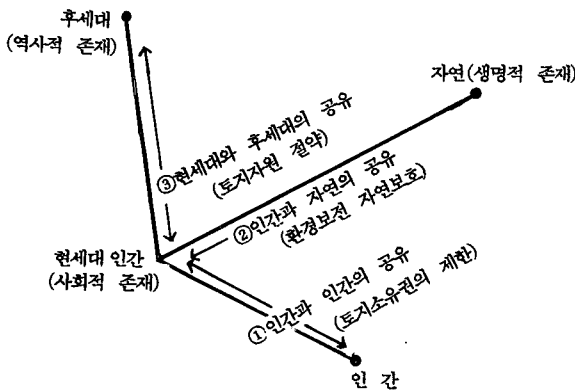 후세대
(역사적 존재)
자연(생명적 존재)
③현세대와 후세대의 공유
(토지자원 절약)
②인간과 자연의 공유
(환경보전 자연보호)
현세대 인간
(사회적 존재)
①인간과 인간의 공유
(토지소유권의 제한)
인 간